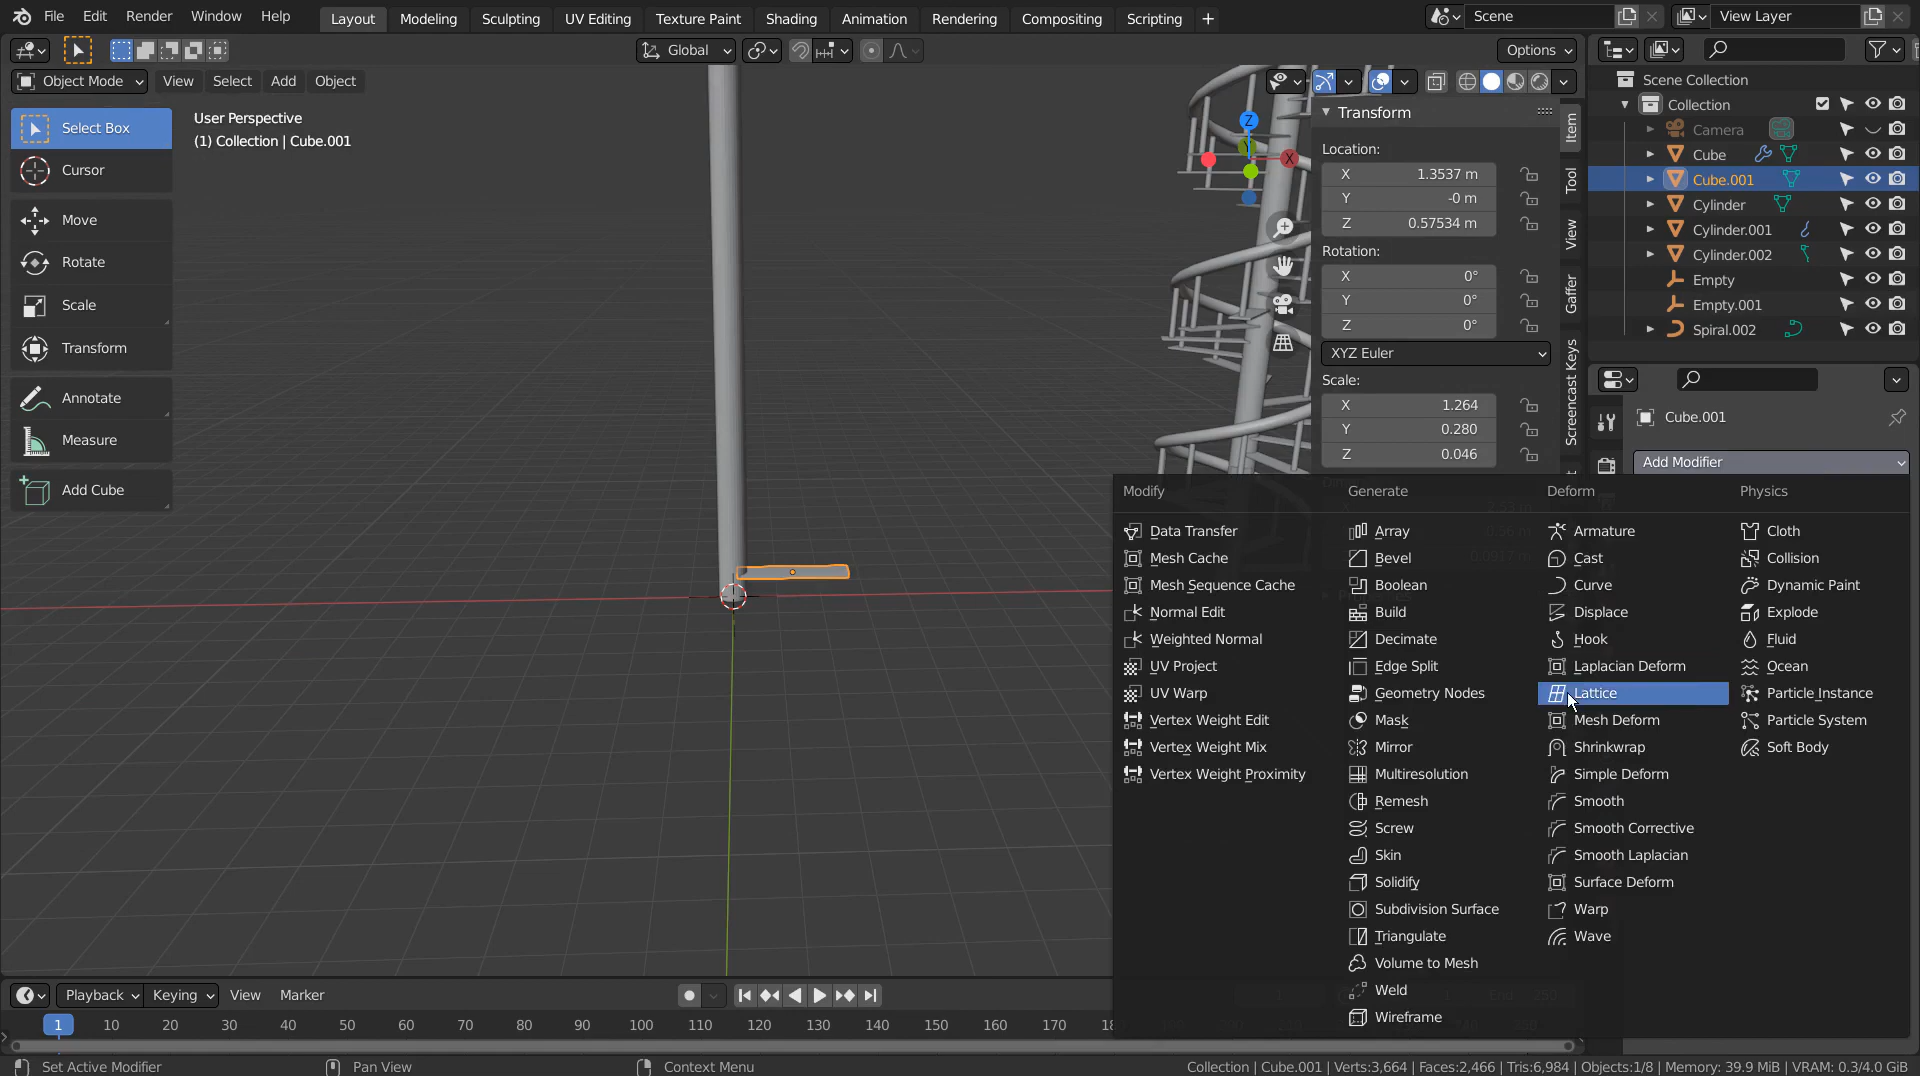 File Edit Render Window Help Layout Modeling Sculpting UV Editing Texture Paint Shading Animation Rendering Compositing Scripting + Scene View Layer
Global Options
Object Mode View Select Add Object
User Perspective
(1) Collection | Cube.001
Select Box
Cursor
Move
Rotate
Scale
Transform
Annotate
Measure
Add Cube
Z
X
Transform
Location:
X 1.3537 m
Y -0 m
Z 0.57534 m
Rotation:
X 0°
Y 0°
Z 0°
XYZ Euler
Scale:
X 1.264
Y 0.280
Z 0.046
Item
Tool
View
Gaffer
Screencast Keys
Scene Collection
Collection
Camera
Cube
Cube.001
Cylinder
Cylinder.001
Cylinder.002
Empty
Empty.001
Spiral.002
Cube.001
Add Modifier
Modify
Data Transfer
Mesh Cache
Mesh Sequence Cache
Normal Edit
Weighted Normal
UV Project
UV Warp
Vertex Weight Edit
Vertex Weight Mix
Vertex Weight Proximity
Generate
Array
Bevel
Boolean
Build
Decimate
Edge Split
Geometry Nodes
Mask
Mirror
Multiresolution
Remesh
Screw
Skin
Solidify
Subdivision Surface
Triangulate
Volume to Mesh
Weld
Wireframe
Deform
Armature
Cast
Curve
Displace
Hook
Laplacian Deform
Lattice
Mesh Deform
Shrinkwrap
Simple Deform
Smooth
Smooth Corrective
Smooth Laplacian
Surface Deform
Warp
Wave
Physics
Cloth
Collision
Dynamic Paint
Explode
Fluid
Ocean
Particle Instance
Particle System
Soft Body
Playback Keying View Marker
1 10 20 30 40 50 60 70 80 90 100 110 120 130 140 150 160 170
Set Active Modifier Pan View Context Menu Collection | Cube.001 | Verts:3,664 | Faces:2,466 | Tris:6,984 | Objects:1/8 | Memory: 39.9 MiB | VRAM: 0.3/4.0 GiB